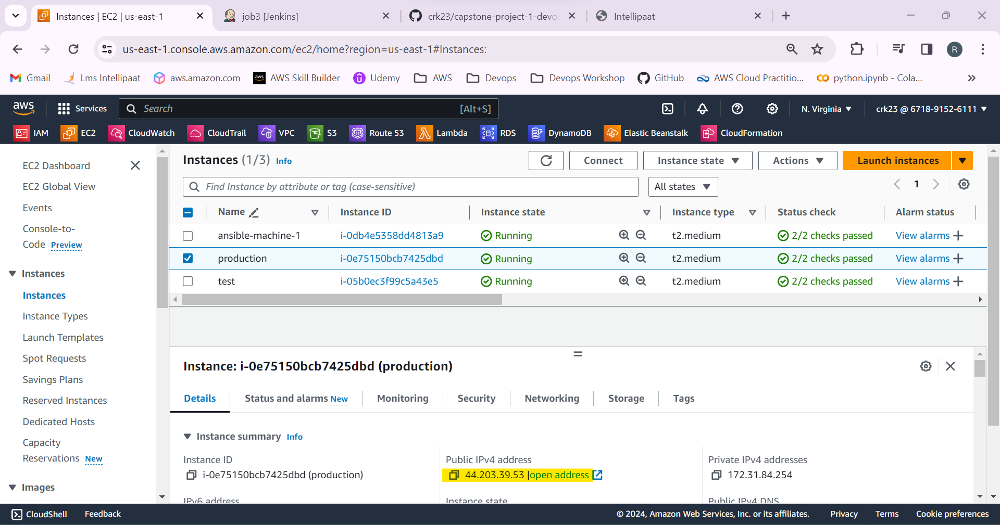 Instances | EC2 | us-east-1
job3 [Jenkins]
crk23/capstone-project-1-devo
Intellipaat
us-east-1.console.aws.amazon.com/ec2/home?region=us-east-1#Instances:
R
Gmail
Lms Intellipaat
aws.amazon.com
aws
AWS Skill Builder
Udemy
AWS
Devops
Devops Workshop
GitHub
AWS Cloud Practitio...
python.ipynb - Cola...
aws
Services
Search
[Alt+S]
N. Virginia
crk23 @ 6718-9152-6111
IAM
EC2
CloudWatch
CloudTrail
VPC
S3
Route 53
Lambda
RDS
DynamoDB
Elastic Beanstalk
CloudFormation
EC2 Dashboard
EC2 Global View
Events
Console-to-
Code Preview
Instances
Instances
Instance Types
Launch Templates
Spot Requests
Savings Plans
Reserved Instances
Dedicated Hosts
Capacity
Reservations New
Images
Instances (1/3) Info
Connect
Instance state
Actions
Launch instances
Find Instance by attribute or tag (case-sensitive)
All states
1
Name Instance ID Instance state Instance type Status check Alarm status
ansible-machine-1 i-0db4e5358dd4813a9 Running t2.medium 2/2 checks passed View alarms
production i-0e75150bcb7425dbd Running t2.medium 2/2 checks passed View alarms
test i-05b0ec3f99c5a43e5 Running t2.medium 2/2 checks passed View alarms
Instance: i-0e75150bcb7425dbd (production)
Details
Status and alarms New
Monitoring
Security
Networking
Storage
Tags
Instance summary Info
Instance ID
i-0e75150bcb7425dbd (production)
Public IPv4 address
44.203.39.53 |open address
Private IPv4 addresses
172.31.84.254
IPv6 address
Instance state
Public IPv4 DNS
CloudShell
Feedback
© 2024, Amazon Web Services, Inc. or its affiliates.
Privacy
Terms
Cookie preferences